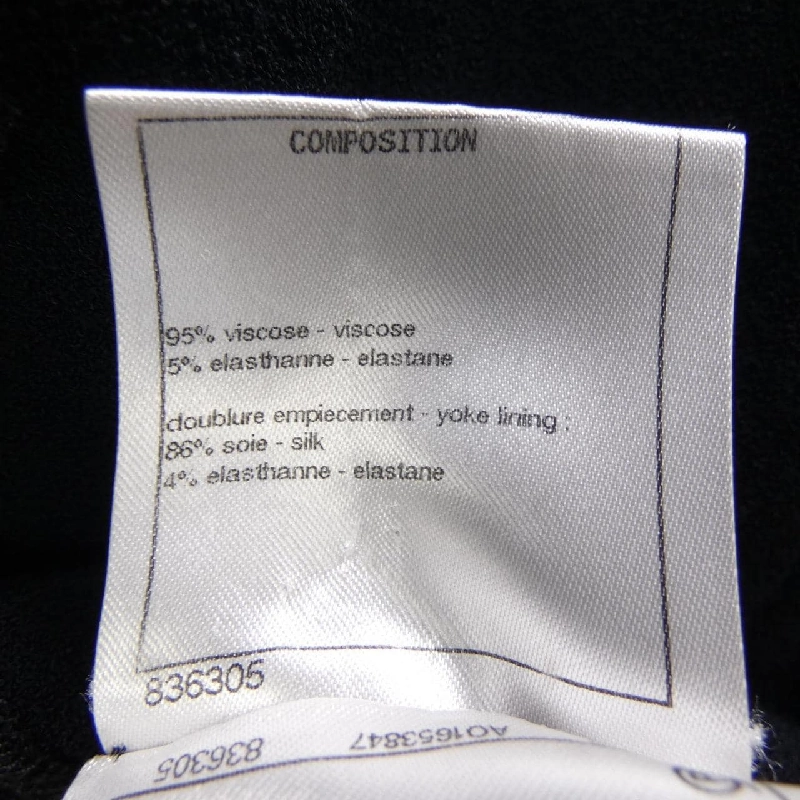 COMPOSITION
95% viscose - viscose
5% elasthanne - elastane
doublure empiecement - yoke lining :
86% soie - silk
4% elasthanne - elastane
836305
836305
AO1653847